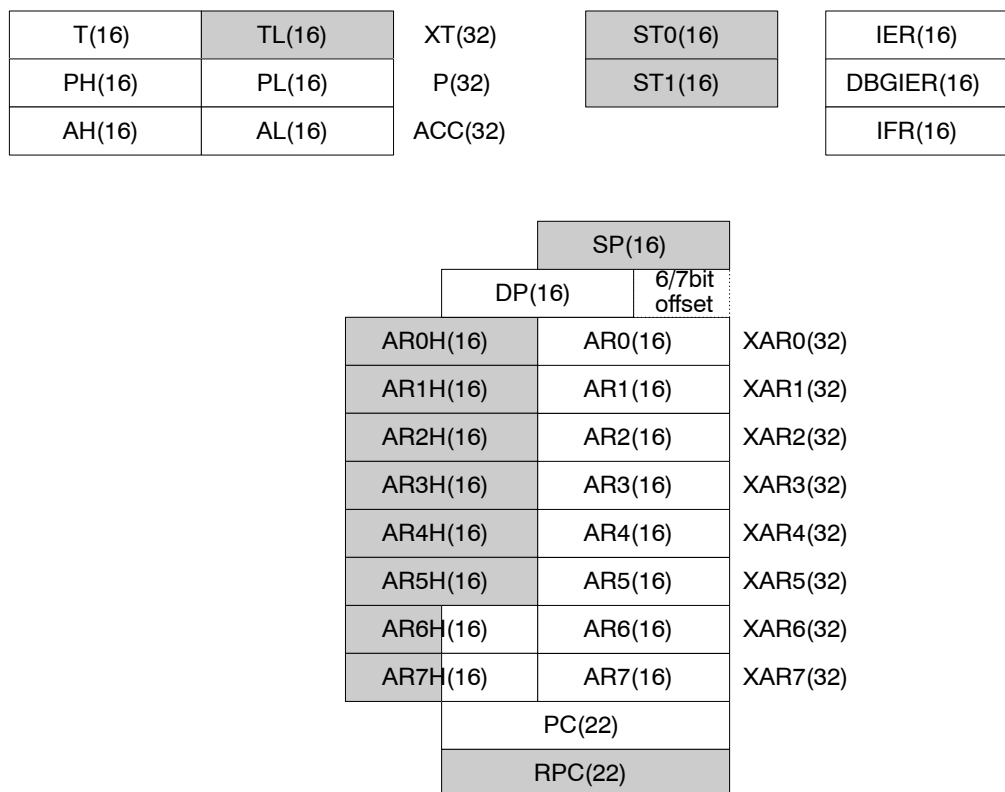 T(16) TL(16) XT(32) ST0(16) IER(16)
PH(16) PL(16) P(32) ST1(16) DBGIER(16)
AH(16) AL(16) ACC(32) IFR(16)
SP(16)
DP(16) 6/7bit
offset
AR0H(16) AR0(16) XAR0(32)
AR1H(16) AR1(16) XAR1(32)
AR2H(16) AR2(16) XAR2(32)
AR3H(16) AR3(16) XAR3(32)
AR4H(16) AR4(16) XAR4(32)
AR5H(16) AR5(16) XAR5(32)
AR6H(16) AR6(16) XAR6(32)
AR7H(16) AR7(16) XAR7(32)
PC(22)
RPC(22)